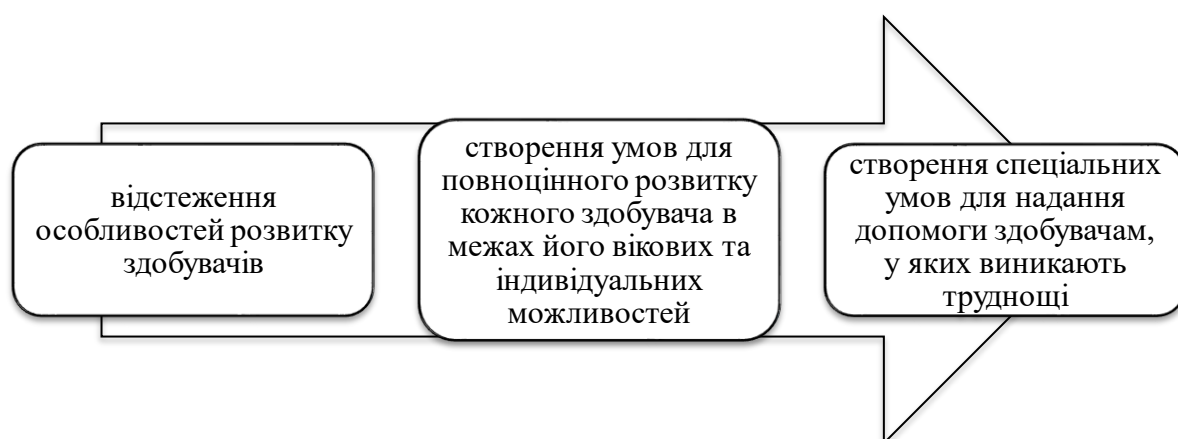 відстеження
особливостей розвитку
здобувачів
створення умов для
повноцінного розвитку
кожного здобувача в
межах його вікових та
індивідуальних
можливостей
створення спеціальних
умов для надання
допомоги здобувачам,
у яких виникають
труднощі